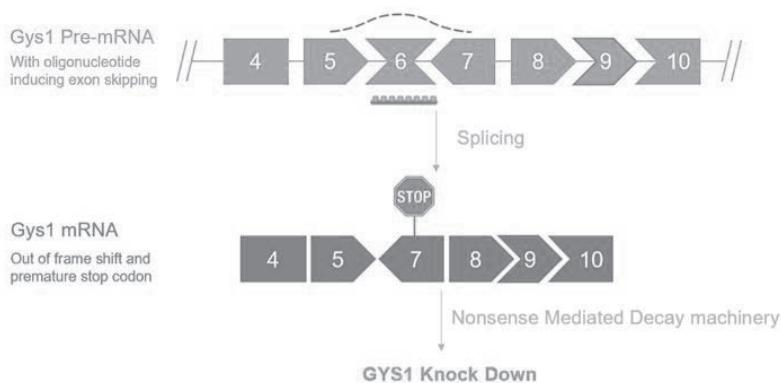 Gys1 Pre-mRNA
With oligonucleotide
inducing exon skipping
4 5 6 7 8 9 10
Splicing
STOP
Gys1 mRNA
Out of frame shift and
premature stop codon
4 5 7 8 9 10
Nonsense Mediated Decay machinery
GYS1 Knock Down